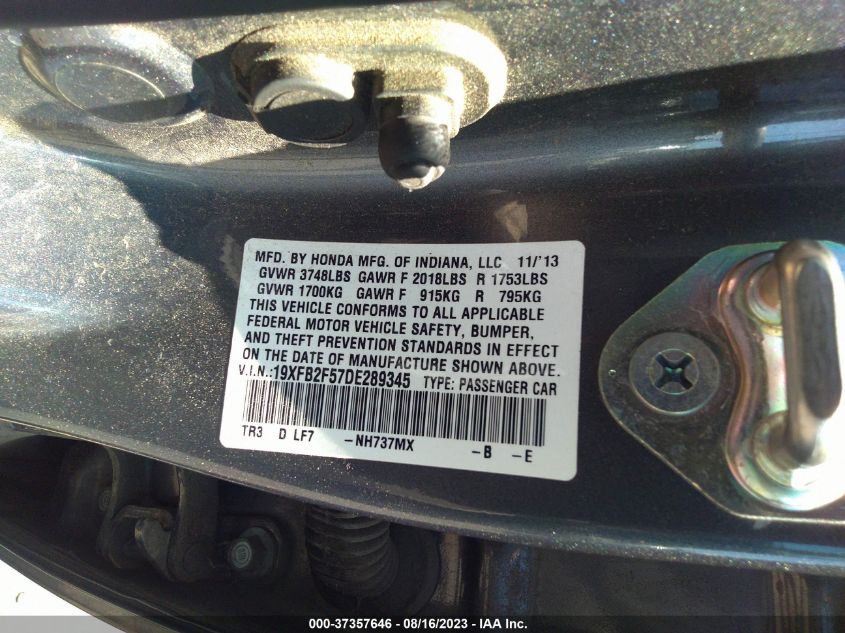 MFD. BY HONDA MFG. OF INDIANA, LLC 11/'13
GVWR 3748LBS GAWR F 2018LBS R 1753LBS
GVWR 1700KG GAWR F 915KG R 795KG
THIS VEHICLE CONFORMS TO ALL APPLICABLE
FEDERAL MOTOR VEHICLE SAFETY, BUMPER,
AND THEFT PREVENTION STANDARDS IN EFFECT
ON THE DATE OF MANUFACTURE SHOWN ABOVE.
V.I.N.:19XFB2F57DE289345 TYPE: PASSENGER CAR
TR3 D LF7 -NH737MX -B -E
000-37357646 - 08/16/2023 - IAA Inc.